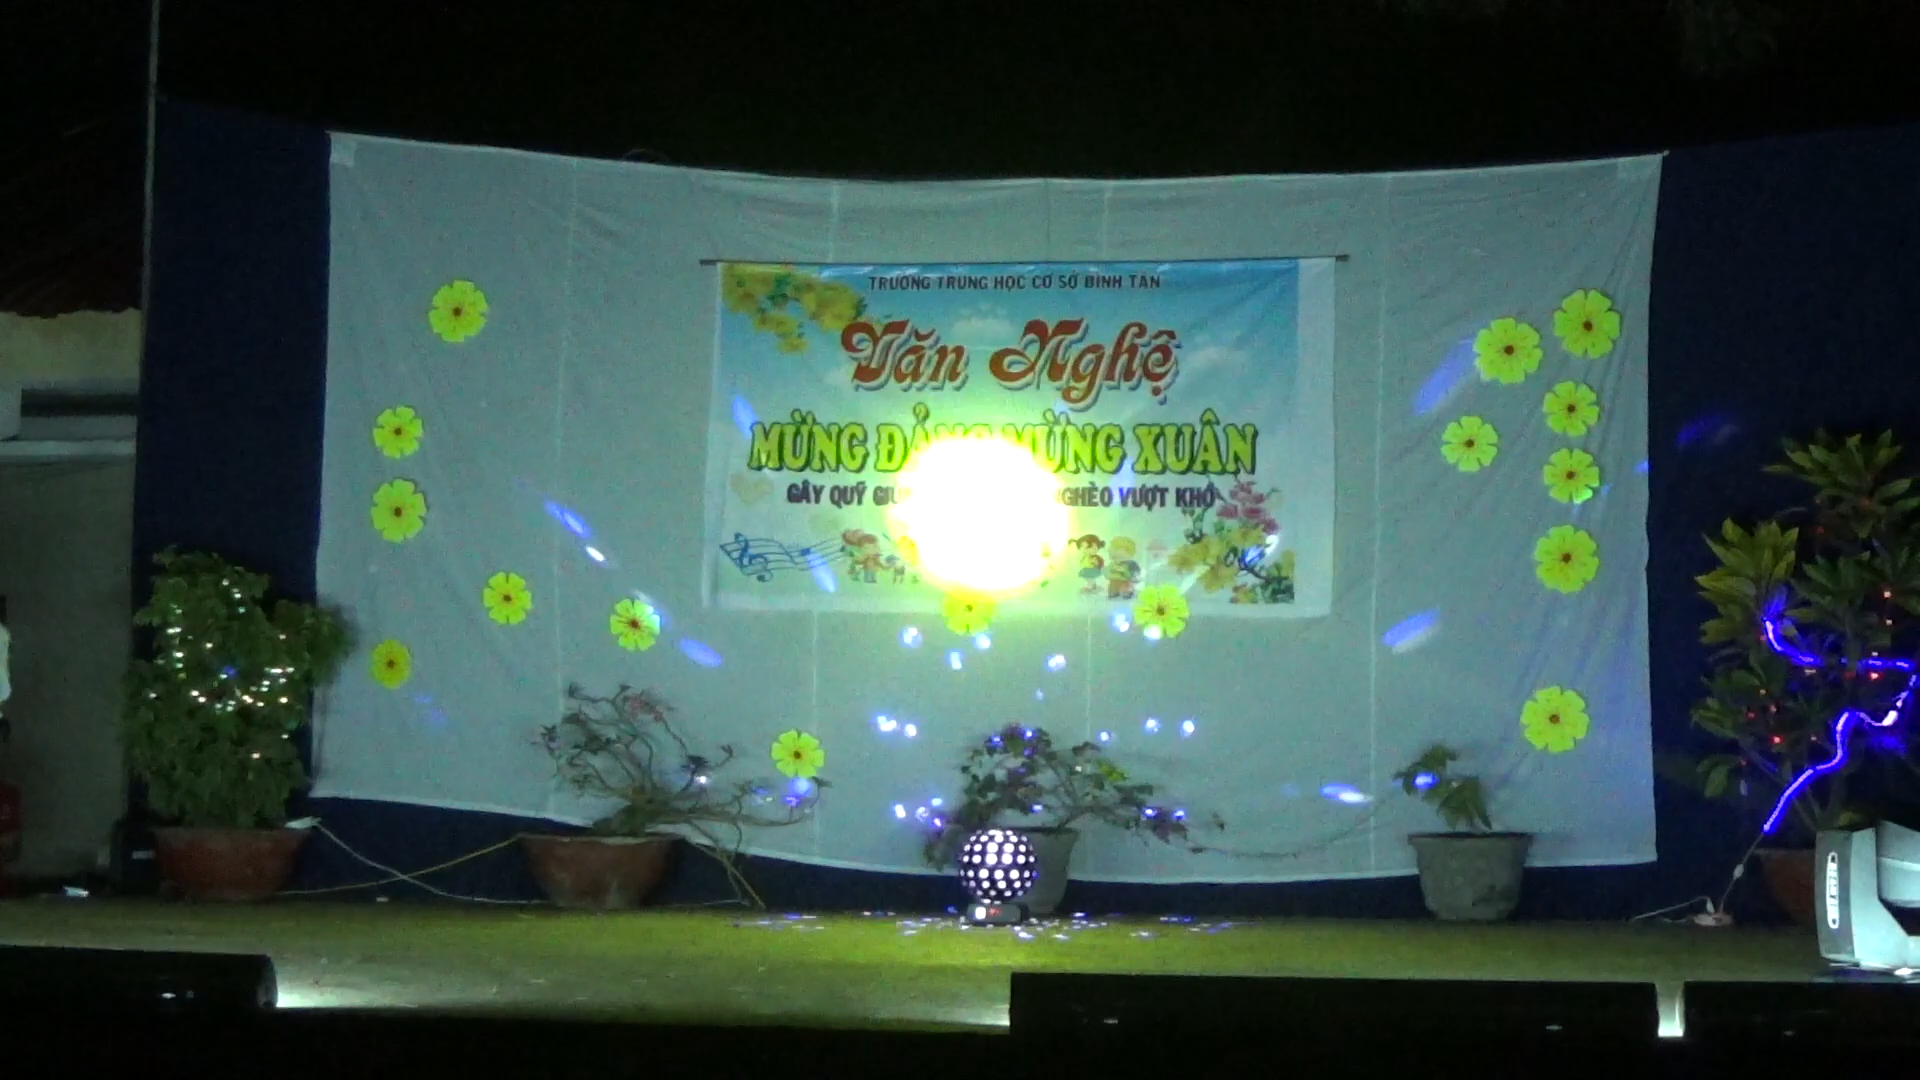 TRƯỜNG TRUNG HỌC CƠ SỞ BÌNH TÂN
Văn Nghệ
MỪNG ĐẢNG MỪNG XUÂN
GÂY QUỸ NGHÈO VƯỢT KHÓ